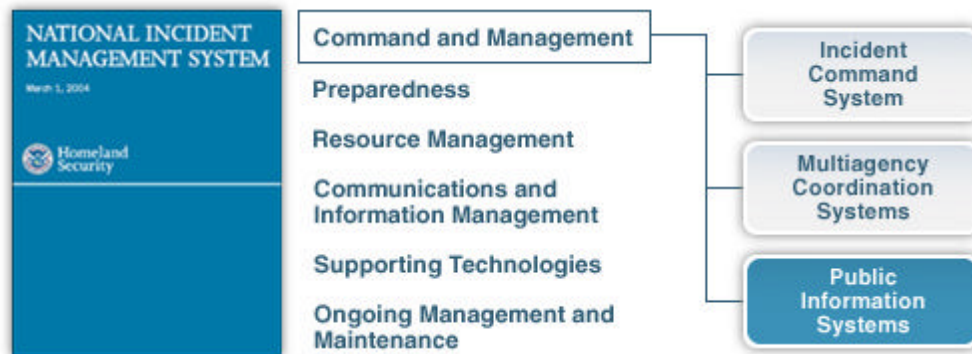 NATIONAL INCIDENT
MANAGEMENT SYSTEM
March 1, 2004
Homeland
Security
Command and Management
Preparedness
Resource Management
Communications and
Information Management
Supporting Technologies
Ongoing Management and
Maintenance
Incident
Command
System
Multiagency
Coordination
Systems
Public
Information
Systems